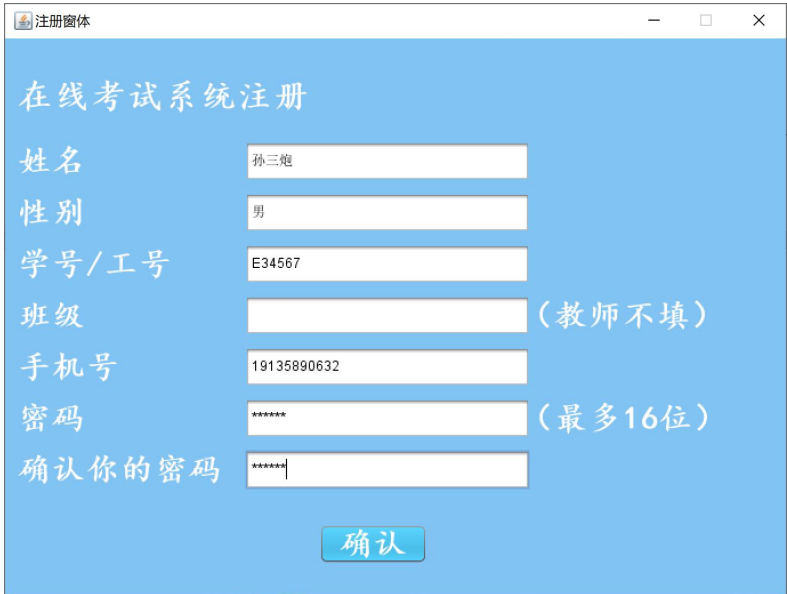 注册窗体
在线考试系统注册
姓名 孙三炮
性别 男
学号/工号 E34567
班级 (教师不填)
手机号 19135890632
密码 ****** (最多16位)
确认你的密码 ******
确认